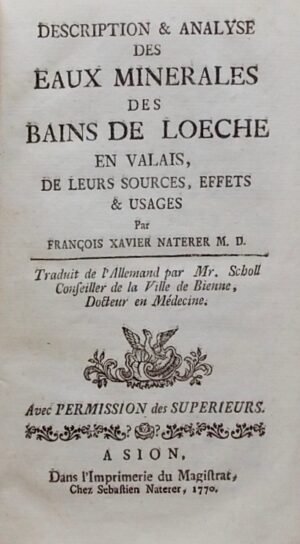 DESCRIPTION & ANALYSE
DES
EAUX MINERALES
DES
BAINS DE LOECHE
EN VALAIS,
DE LEURS SOURCES, EFFETS
& USAGES
Par
FRANÇOIS XAVIER NATERER M. D.
Traduit de l'Allemand par Mr. Scholl
Conſeiller de la Ville de Bienne,
Docteur en Médecine.
Avec PERMISSION des SUPERIEURS.
A SION,
Dans l'Imprimerie du Magiſtrat,
Chez Sebaſtien Naterer, 1770.